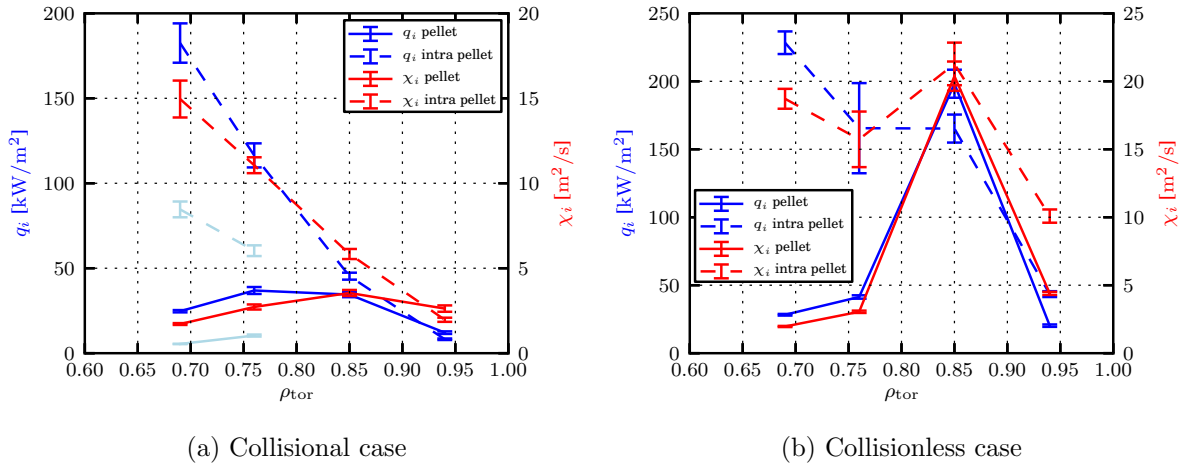 200
150
100
50
0
q_i [kW/m²]
20
15
10
5
0
χ_i [m²/s]
q_i pellet
q_i intra pellet
χ_i pellet
χ_i intra pellet
0.60 0.65 0.70 0.75 0.80 0.85 0.90 0.95 1.00
ρ_tor
(a) Collisional case
250
200
150
100
50
0
q_i [kW/m²]
25
20
15
10
5
0
χ_i [m²/s]
q_i pellet
q_i intra pellet
χ_i pellet
χ_i intra pellet
0.60 0.65 0.70 0.75 0.80 0.85 0.90 0.95 1.00
ρ_tor
(b) Collisionless case